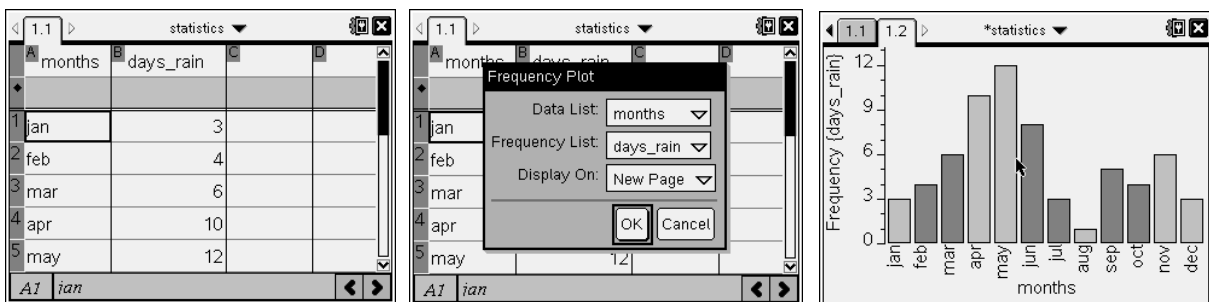 1.1 statistics
A months B days_rain C D
◆
1 jan 3
2 feb 4
3 mar 6
4 apr 10
5 may 12
A1 jan
1.1 statistics
A months B days_rain C D
◆
Frequency Plot
Data List: months
1 jan
Frequency List: days_rain
2 feb
Display On: New Page
3 mar
4 apr
OK Cancel
5 may 12
A1 jan
1.1 1.2 *statistics
Frequency {days_rain}
12
9
6
3
0
jan feb mar apr may jun jul aug sep oct nov dec
months